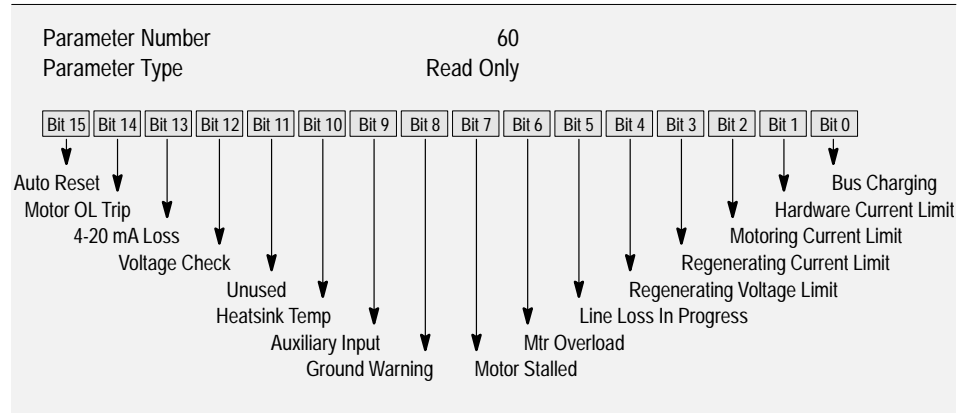 Parameter Number 60
Parameter Type Read Only
Bit 15 Bit 14 Bit 13 Bit 12 Bit 11 Bit 10 Bit 9 Bit 8 Bit 7 Bit 6 Bit 5 Bit 4 Bit 3 Bit 2 Bit 1 Bit 0
Auto Reset Bus Charging
Motor OL Trip Hardware Current Limit
4-20 mA Loss Motoring Current Limit
Voltage Check Regenerating Current Limit
Unused Regenerating Voltage Limit
Heatsink Temp Line Loss In Progress
Auxiliary Input Mtr Overload
Ground Warning Motor Stalled